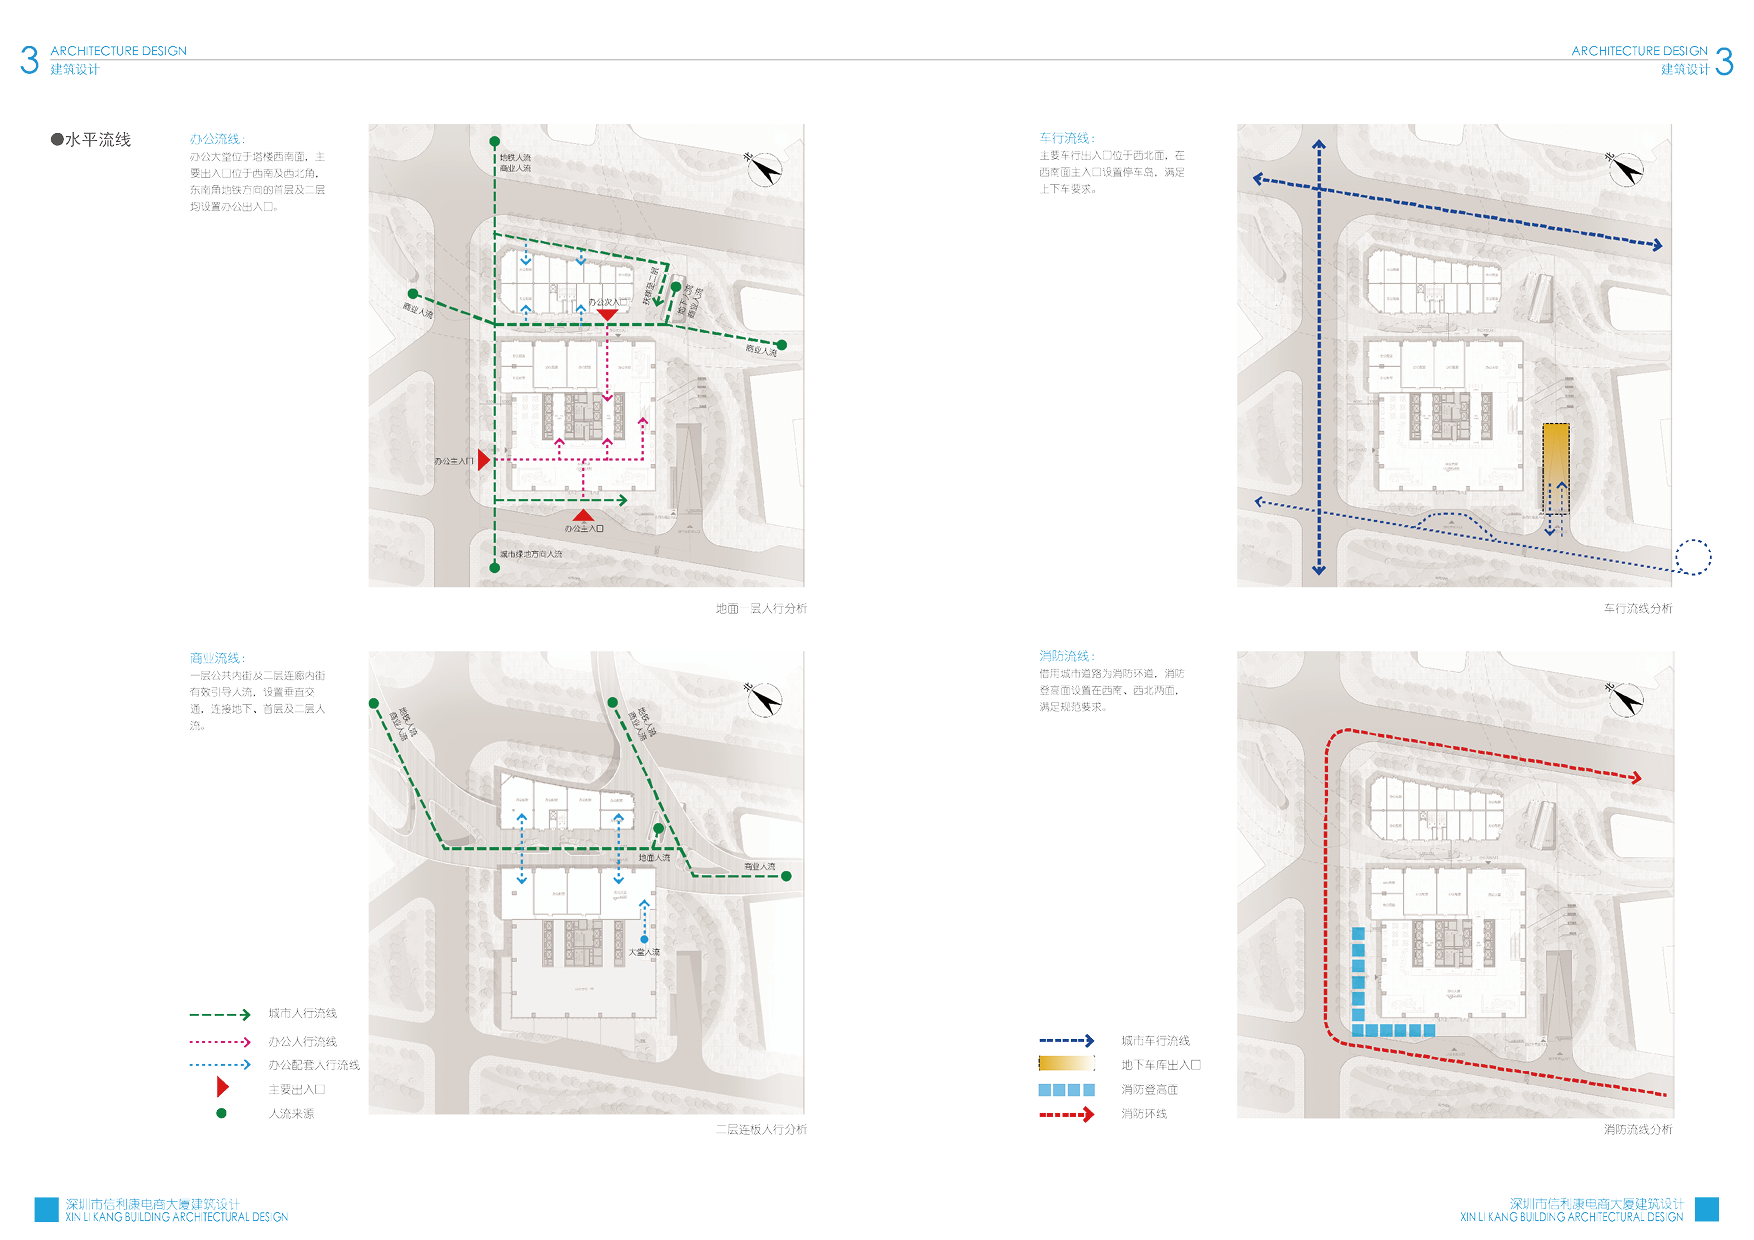 3
ARCHITECTURE DESIGN
建筑设计
ARCHITECTURE DESIGN
建筑设计
3
●水平流线
办公流线：
办公大堂位于塔楼西南面，主
要出入口位于西南及西北角，
东南角地铁方向的首层及二层
均设置办公出入口。
地铁人流
商业人流
北
扶梯至二层
地下人流
商业人流
商业人流
办公次入口
商业人流
办公主入口
办公主入口
城市绿地方向人流
地面一层人行分析
车行流线：
主要车行出入口位于西北面，在
西南面主入口设置停车岛，满足
上下车要求。
北
车行流线分析
商业流线：
一层公共内街及二层连廊内街
有效引导人流，设置垂直交
通，连接地下、首层及二层人
流。
地铁人流
商业人流
地铁人流
商业人流
北
地面人流
商业人流
大堂人流
二层连板人行分析
城市人行流线
办公人行流线
办公配套人行流线
主要出入口
人流来源
消防流线：
借用城市道路为消防环道，消防
登高面设置在西南、西北两面，
满足规范要求。
北
消防流线分析
城市车行流线
地下车库出入口
消防登高面
消防环线
深圳市信利康电商大厦建筑设计
XIN LI KANG BUILDING ARCHITECTURAL DESIGN
深圳市信利康电商大厦建筑设计
XIN LI KANG BUILDING ARCHITECTURAL DESIGN